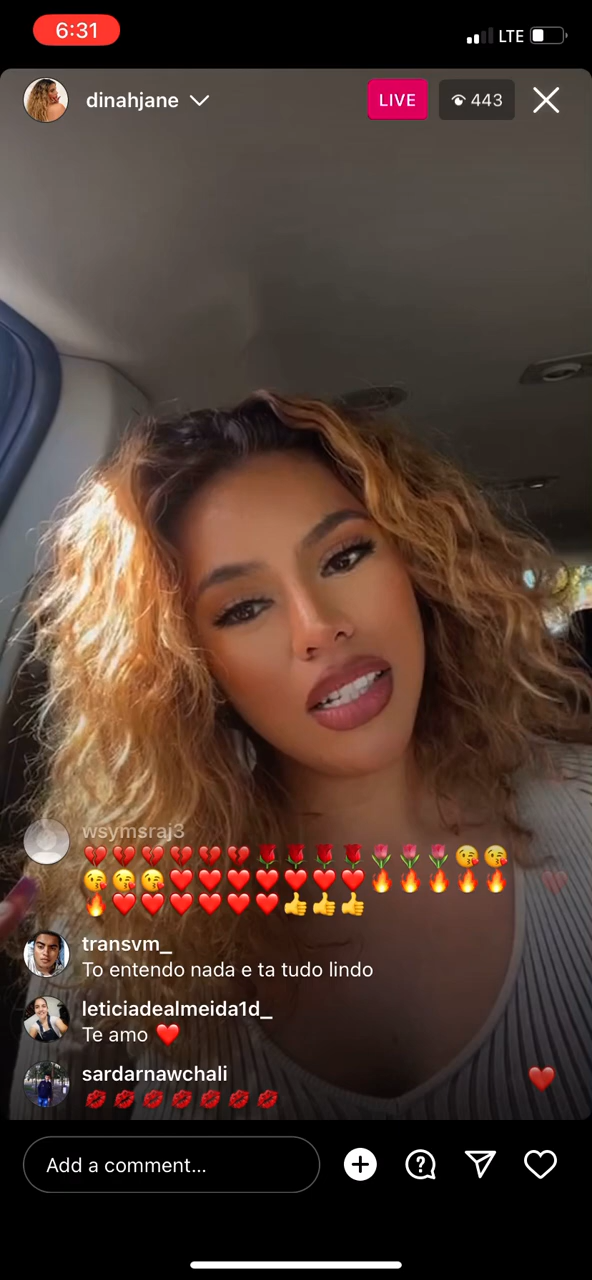 6:31
LTE
dinahjane
LIVE
443
wsymsraj3
💔💔💔💔💔💔🌹🌹🌹🌹🌷🌷🌷😘😘
😘😘😘❤️❤️❤️❤️❤️❤️❤️🔥🔥🔥🔥🔥
🔥❤️❤️❤️❤️❤️❤️👍👍👍
transvm_
To entendo nada e ta tudo lindo
leticiadealmeida1d_
Te amo ❤️
sardarnawchali
💋💋💋💋💋💋💋
Add a comment...